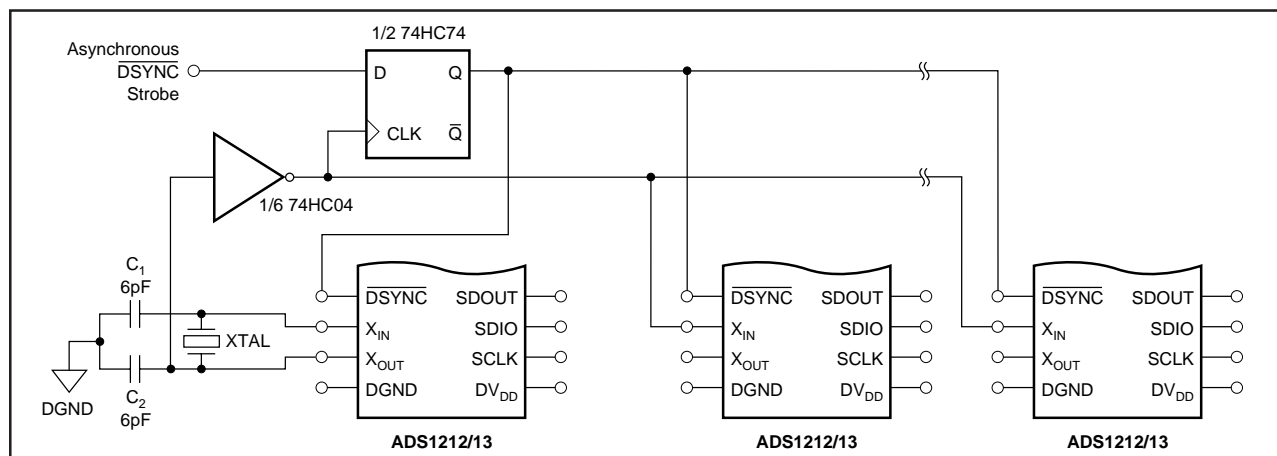 1/2 74HC74
Asynchronous
DSYNC
Strobe
D Q
CLK Q
1/6 74HC04
C1
6pF
XTAL
C2
6pF
DGND
DSYNC SDOUT
XIN SDIO
XOUT SCLK
DGND DVDD
ADS1212/13
DSYNC SDOUT
XIN SDIO
XOUT SCLK
DGND DVDD
ADS1212/13
DSYNC SDOUT
XIN SDIO
XOUT SCLK
DGND DVDD
ADS1212/13